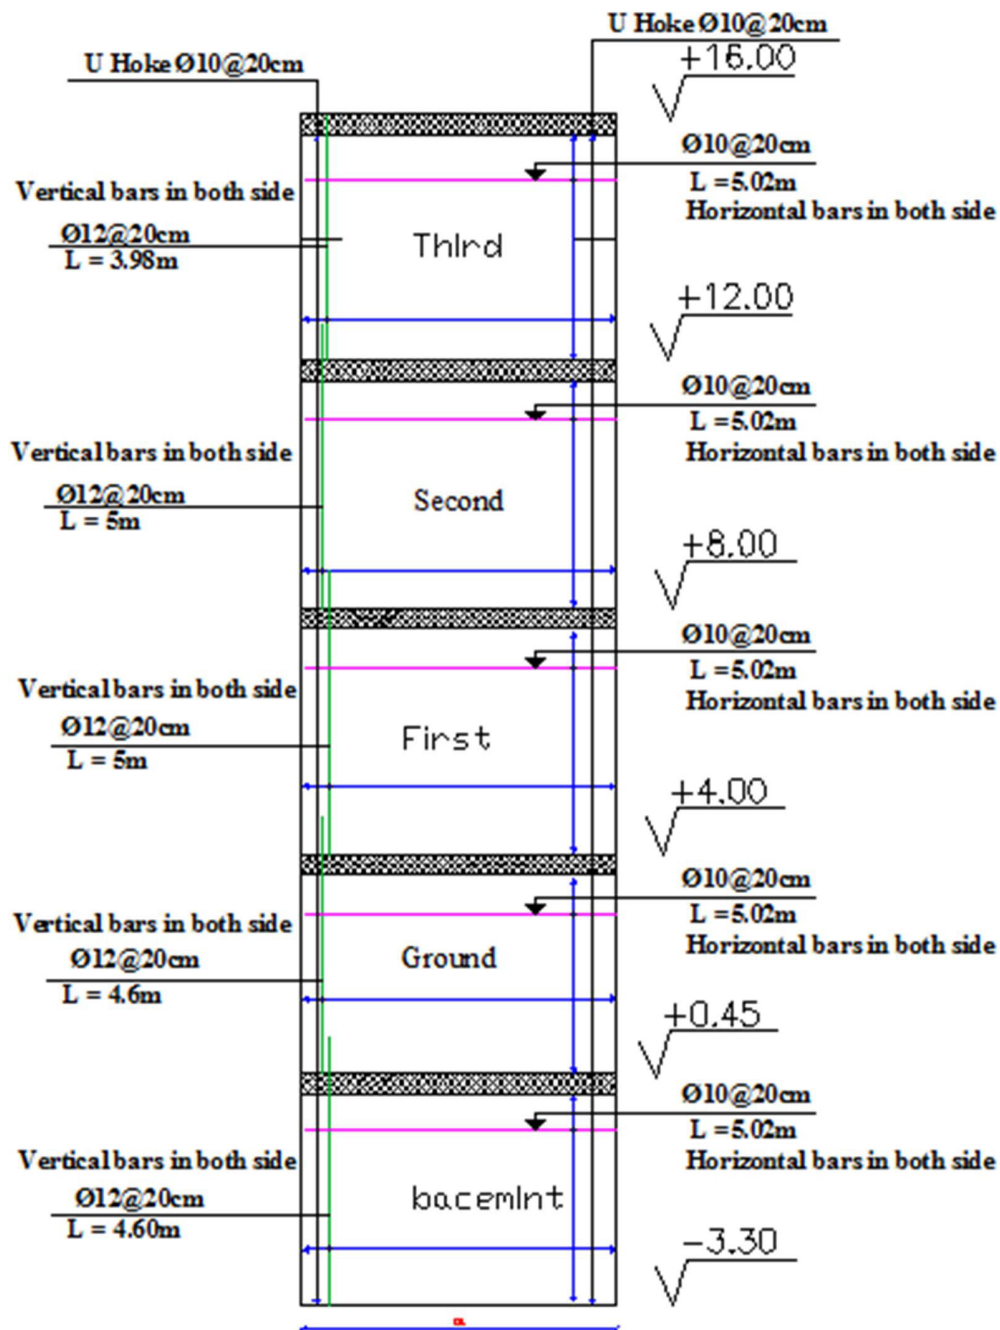 U Hoke Ø10@20cm
U Hoke Ø10@20cm
+16.00
Ø10@20cm
L =5.02m
Horizontal bars in both side
Vertical bars in both side
Ø12@20cm
L = 3.98m
ThIrd
+12.00
Ø10@20cm
L =5.02m
Horizontal bars in both side
Vertical bars in both side
Ø12@20cm
L = 5m
Second
+8.00
Ø10@20cm
L =5.02m
Horizontal bars in both side
Vertical bars in both side
Ø12@20cm
L = 5m
First
+4.00
Ø10@20cm
L =5.02m
Horizontal bars in both side
Vertical bars in both side
Ø12@20cm
L = 4.6m
Ground
+0.45
Ø10@20cm
L =5.02m
Horizontal bars in both side
Vertical bars in both side
Ø12@20cm
L = 4.60m
bacemInt
-3.30